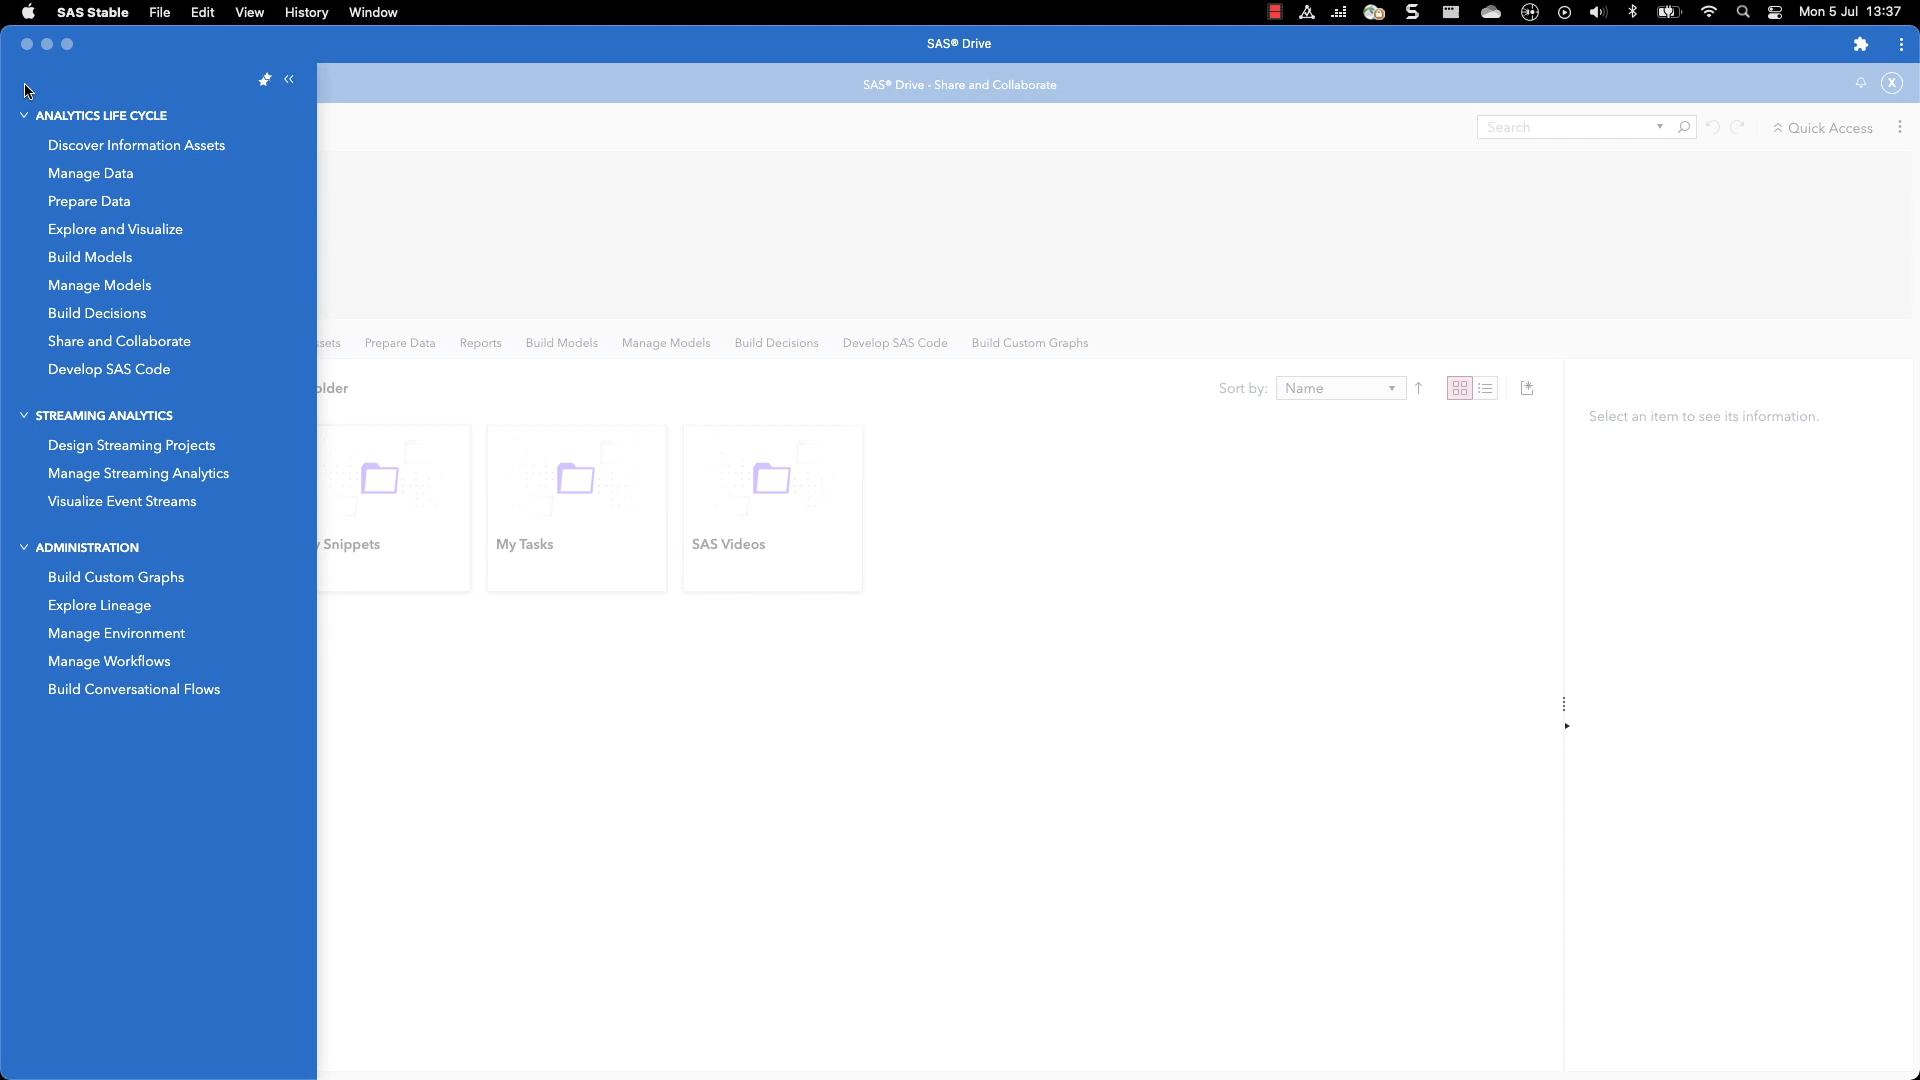 SAS Stable File Edit View History Window Mon 5 Jul 13:37
SAS® Drive
SAS® Drive - Share and Collaborate X
ANALYTICS LIFE CYCLE
Discover Information Assets
Manage Data
Prepare Data
Explore and Visualize
Build Models
Manage Models
Build Decisions
Share and Collaborate
Develop SAS Code
STREAMING ANALYTICS
Design Streaming Projects
Manage Streaming Analytics
Visualize Event Streams
ADMINISTRATION
Build Custom Graphs
Explore Lineage
Manage Environment
Manage Workflows
Build Conversational Flows
Search Quick Access
ssets Prepare Data Reports Build Models Manage Models Build Decisions Develop SAS Code Build Custom Graphs
older Sort by: Name
Select an item to see its information.
y Snippets My Tasks SAS Videos